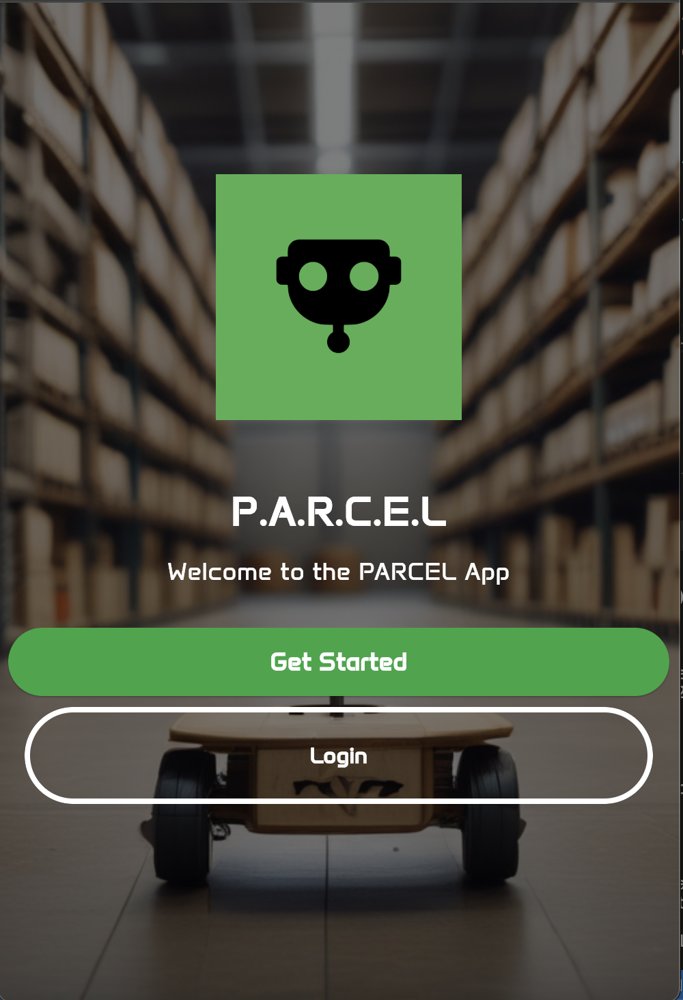 P.A.R.C.E.L
Welcome to the PARCEL App
Get Started
Login